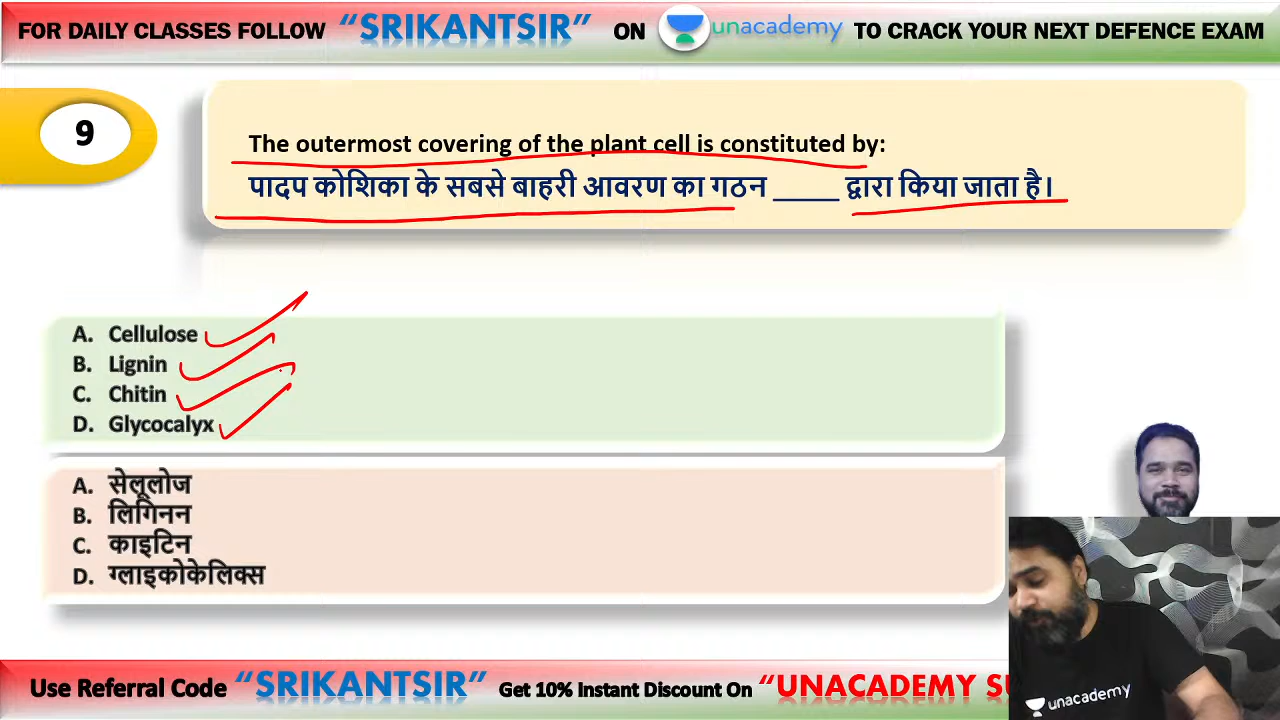 FOR DAILY CLASSES FOLLOW “SRIKANTSIR” ON unacademy TO CRACK YOUR NEXT DEFENCE EXAM
9
The outermost covering of the plant cell is constituted by:
पादप कोशिका के सबसे बाहरी आवरण का गठन _____ द्वारा किया जाता है।
A. Cellulose
B. Lignin
C. Chitin
D. Glycocalyx
A. सेलूलोज
B. लिगिनन
C. काइटिन
D. ग्लाइकोकेलिक्स
unacademy
Use Referral Code “SRIKANTSIR” Get 10% Instant Discount On “UNACADEMY SU